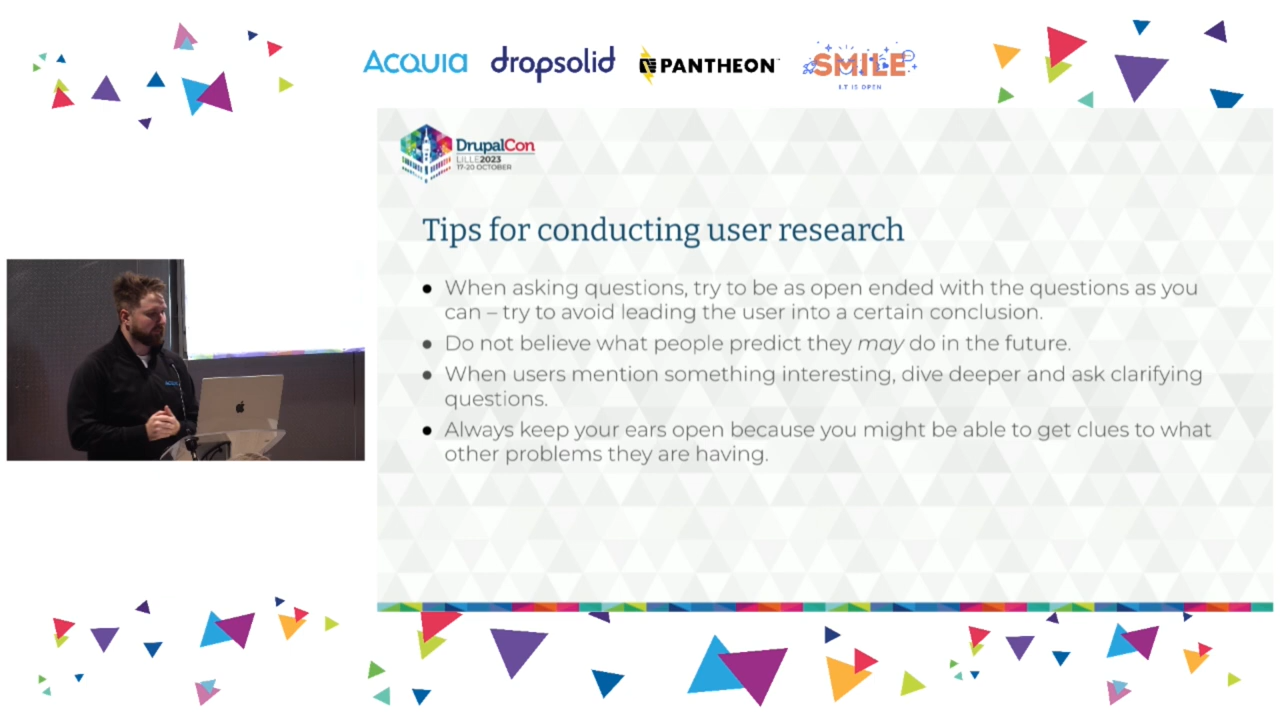 ACQUIA dropsolid PANTHEON SMILE
I.T IS OPEN
DrupalCon
LILLE2023
17-20 OCTOBER
Tips for conducting user research
• When asking questions, try to be as open ended with the questions as you
can – try to avoid leading the user into a certain conclusion.
• Do not believe what people predict they may do in the future.
• When users mention something interesting, dive deeper and ask clarifying
questions.
• Always keep your ears open because you might be able to get clues to what
other problems they are having.